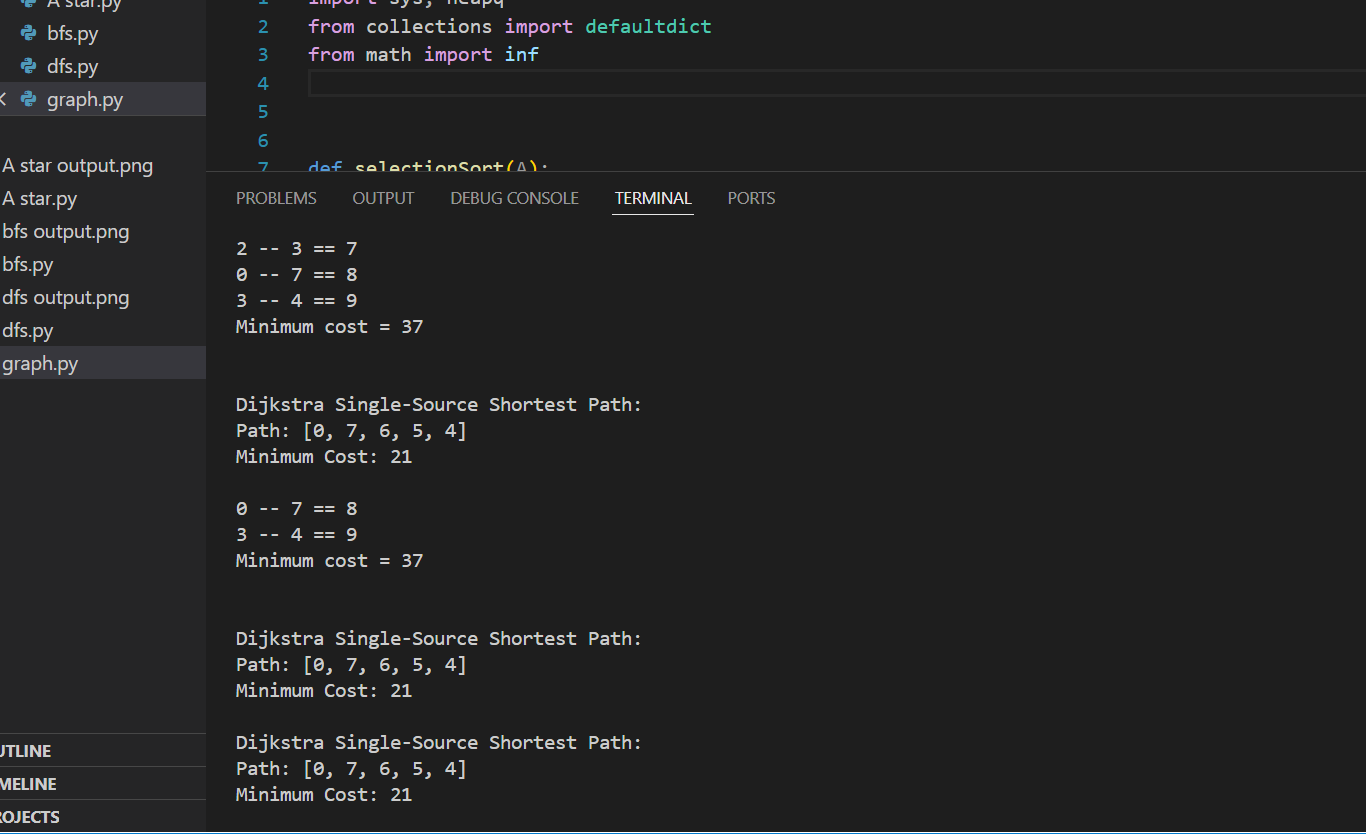 A star.py
bfs.py
dfs.py
graph.py
A star output.png
A star.py
bfs output.png
bfs.py
dfs output.png
dfs.py
graph.py
UTLINE
MELINE
ROJECTS
1 import sys, heapq
2 from collections import defaultdict
3 from math import inf
4
5
6
7 def selectionSort(A):
PROBLEMS OUTPUT DEBUG CONSOLE TERMINAL PORTS
2 -- 3 == 7
0 -- 7 == 8
3 -- 4 == 9
Minimum cost = 37
Dijkstra Single-Source Shortest Path:
Path: [0, 7, 6, 5, 4]
Minimum Cost: 21
0 -- 7 == 8
3 -- 4 == 9
Minimum cost = 37
Dijkstra Single-Source Shortest Path:
Path: [0, 7, 6, 5, 4]
Minimum Cost: 21
Dijkstra Single-Source Shortest Path:
Path: [0, 7, 6, 5, 4]
Minimum Cost: 21